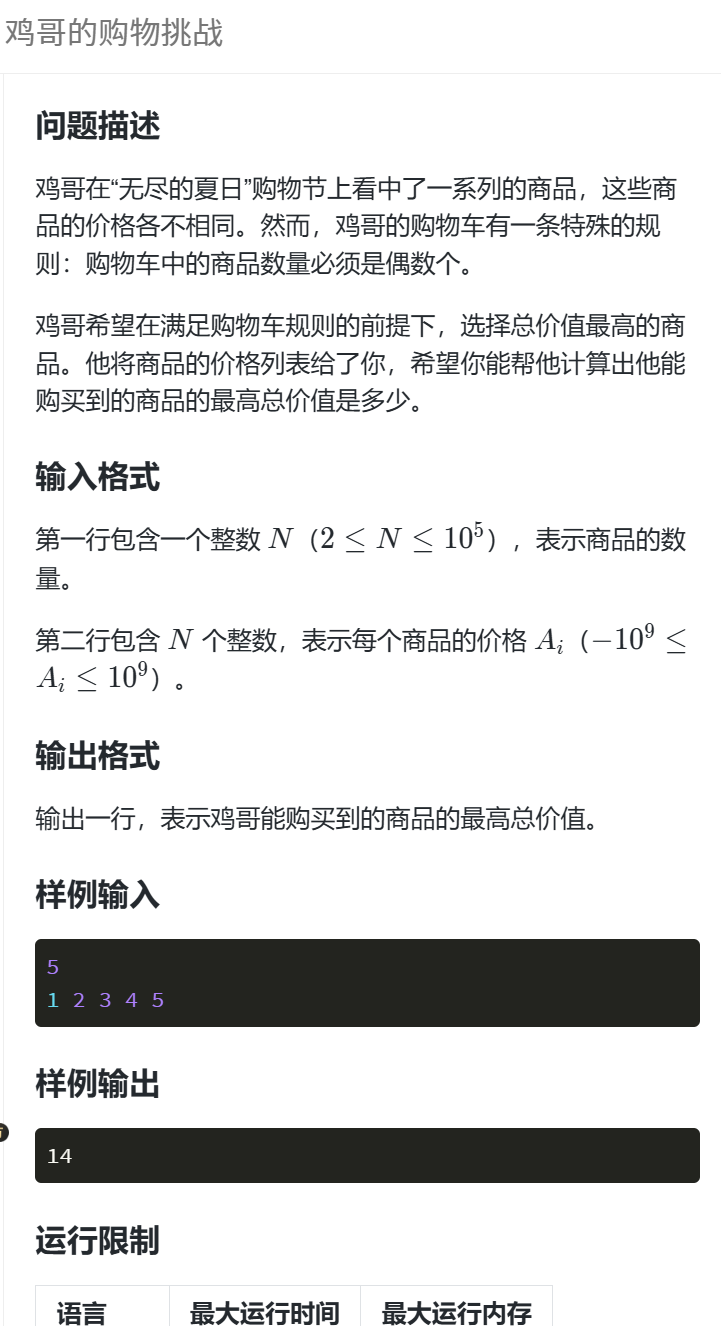 鸡哥的购物挑战
问题描述
鸡哥在“无尽的夏日”购物节上看中了一系列的商品，这些商
品的价格各不相同。然而，鸡哥的购物车有一条特殊的规
则：购物车中的商品数量必须是偶数个。
鸡哥希望在满足购物车规则的前提下，选择总价值最高的商
品。他将商品的价格列表给了你，希望你能帮他计算出他能
购买到的商品的最高总价值是多少。
输入格式
第一行包含一个整数 N（2 ≤ N ≤ 10⁵），表示商品的数
量。
第二行包含 N 个整数，表示每个商品的价格 Aᵢ（−10⁹ ≤
Aᵢ ≤ 10⁹）。
输出格式
输出一行，表示鸡哥能购买到的商品的最高总价值。
样例输入
5
1 2 3 4 5
样例输出
14
运行限制
语言 最大运行时间 最大运行内存